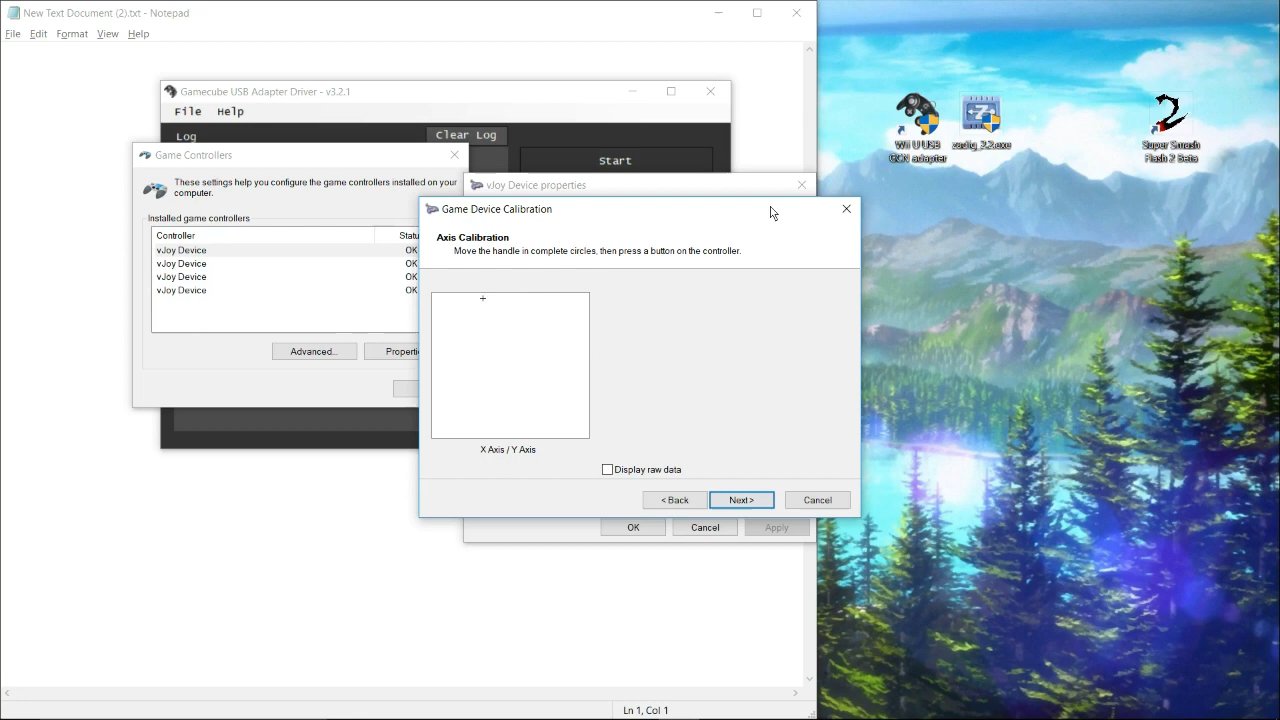 New Text Document (2).txt - Notepad
File Edit Format View Help
Gamecube USB Adapter Driver - v3.2.1
File Help
Log
Clear Log
Start
Game Controllers
These settings help you configure the game controllers installed on your
computer.
Installed game controllers
Controller Statu
vJoy Device OK
vJoy Device OK
vJoy Device OK
vJoy Device OK
Advanced... Properti
vJoy Device properties
Game Device Calibration
Axis Calibration
Move the handle in complete circles, then press a button on the controller.
X Axis / Y Axis
Display raw data
< Back Next > Cancel
OK Cancel Apply
Ln 1, Col 1
Wii U USB
GCN adapter
zadig_2.2.exe
2
Super Smash
Flash 2 Beta